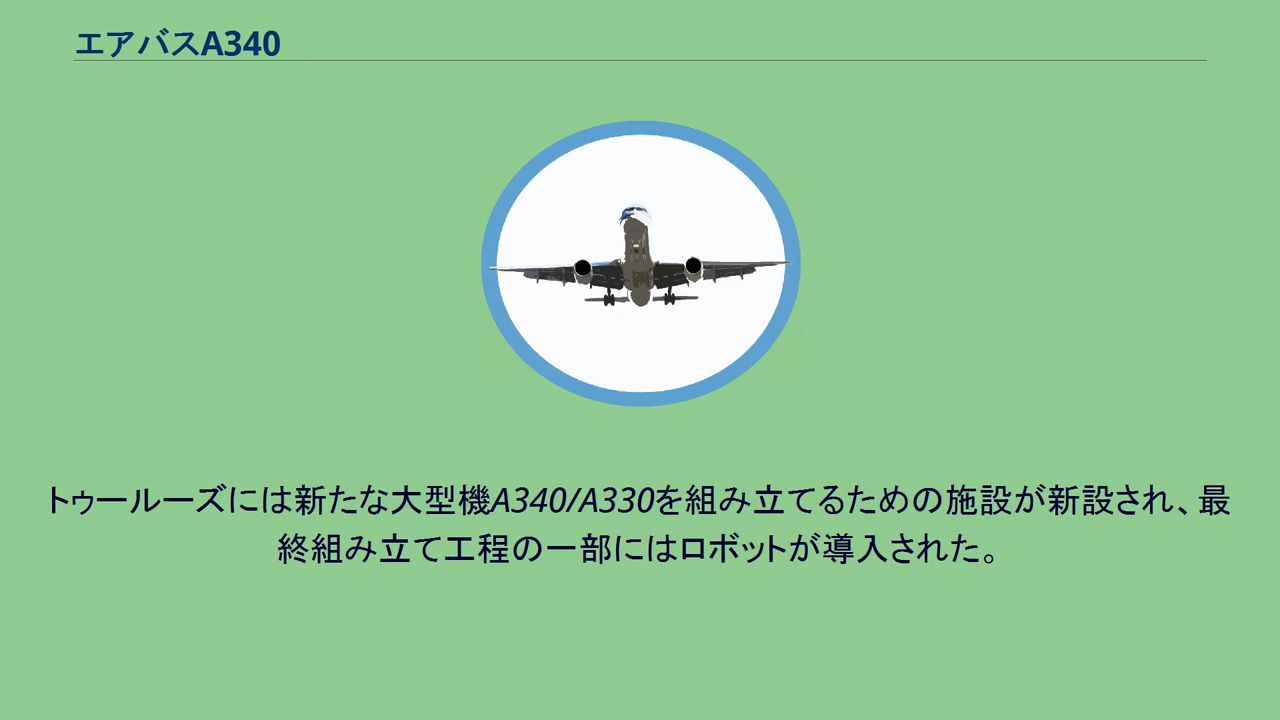 エアバスA340
トゥールーズには新たな大型機A340/A330を組み立てるための施設が新設され、最
終組み立て工程の一部にはロボットが導入された。